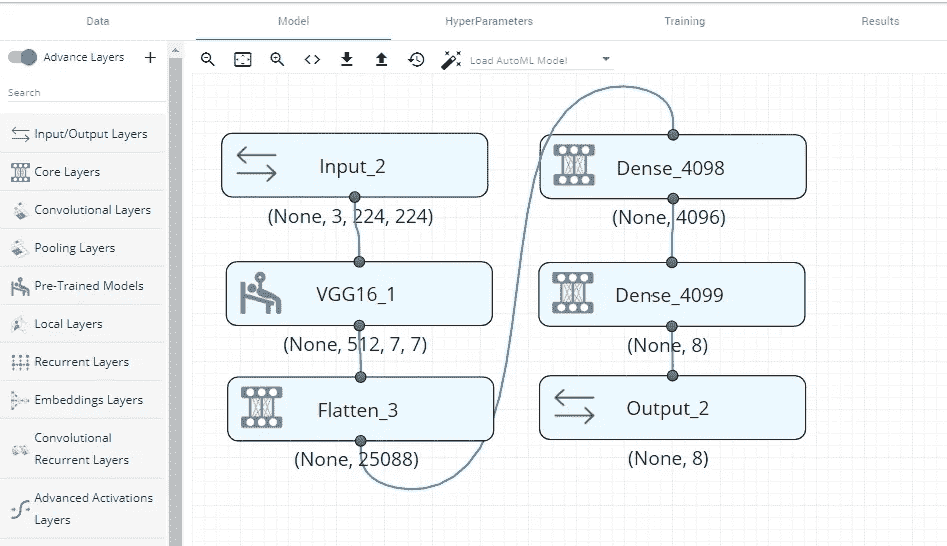 Data
Model
HyperParameters
Training
Results
Advance Layers
+
Search
Input/Output Layers
Core Layers
Convolutional Layers
Pooling Layers
Pre-Trained Models
Local Layers
Recurrent Layers
Embeddings Layers
Convolutional
Recurrent Layers
Advanced Activations
Layers
Load AutoML Model
Input_2
(None, 3, 224, 224)
VGG16_1
(None, 512, 7, 7)
Flatten_3
(None, 25088)
Dense_4098
(None, 4096)
Dense_4099
(None, 8)
Output_2
(None, 8)